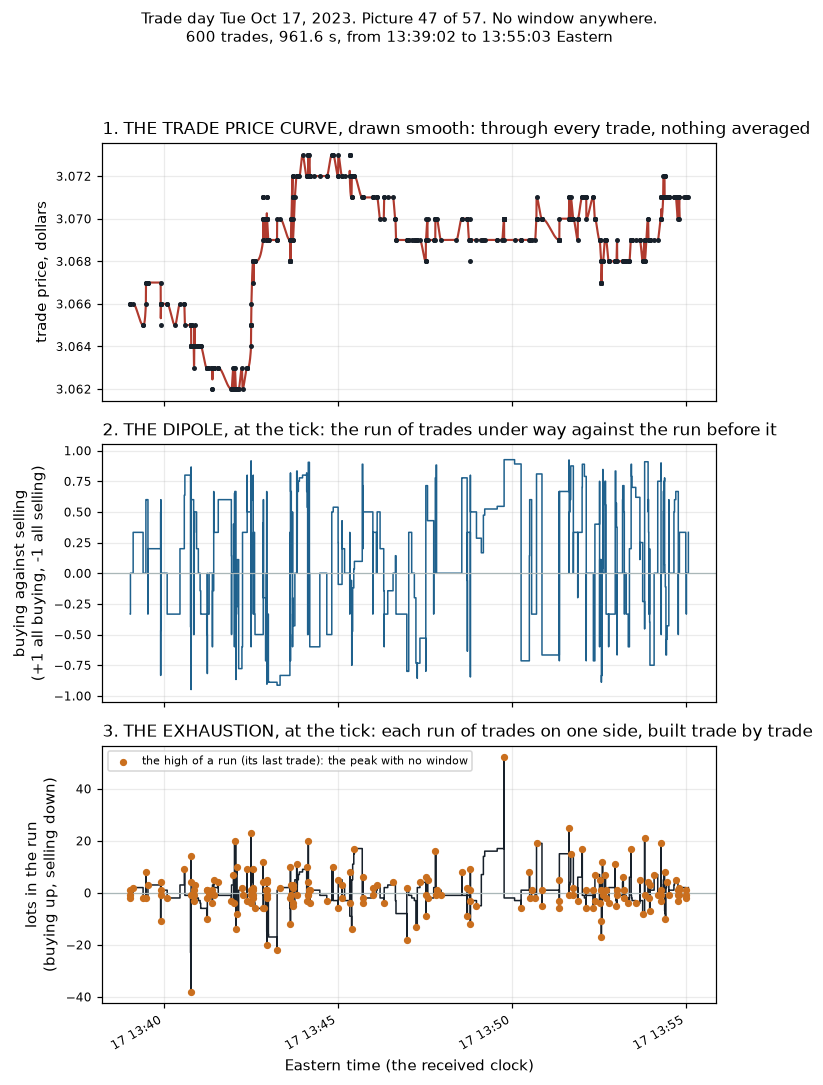 Trade day Tue Oct 17, 2023. Picture 47 of 57. No window anywhere.
600 trades, 961.6 s, from 13:39:02 to 13:55:03 Eastern
1. THE TRADE PRICE CURVE, drawn smooth: through every trade, nothing averaged
trade price, dollars
3.072
3.070
3.068
3.066
3.064
3.062
2. THE DIPOLE, at the tick: the run of trades under way against the run before it
buying against selling
(+1 all buying, -1 all selling)
1.00
0.75
0.50
0.25
0.00
−0.25
−0.50
−0.75
−1.00
3. THE EXHAUSTION, at the tick: each run of trades on one side, built trade by trade
the high of a run (its last trade): the peak with no window
lots in the run
(buying up, selling down)
40
20
0
−20
−40
17 13:40
17 13:45
17 13:50
17 13:55
Eastern time (the received clock)